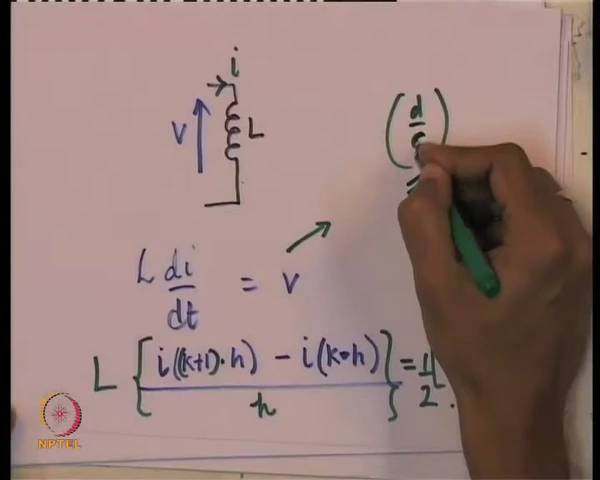 i
V L
(d/
L di/dt = V
L { i((k+1)·h) - i(k·h) / h } = 1/2
NPTEL